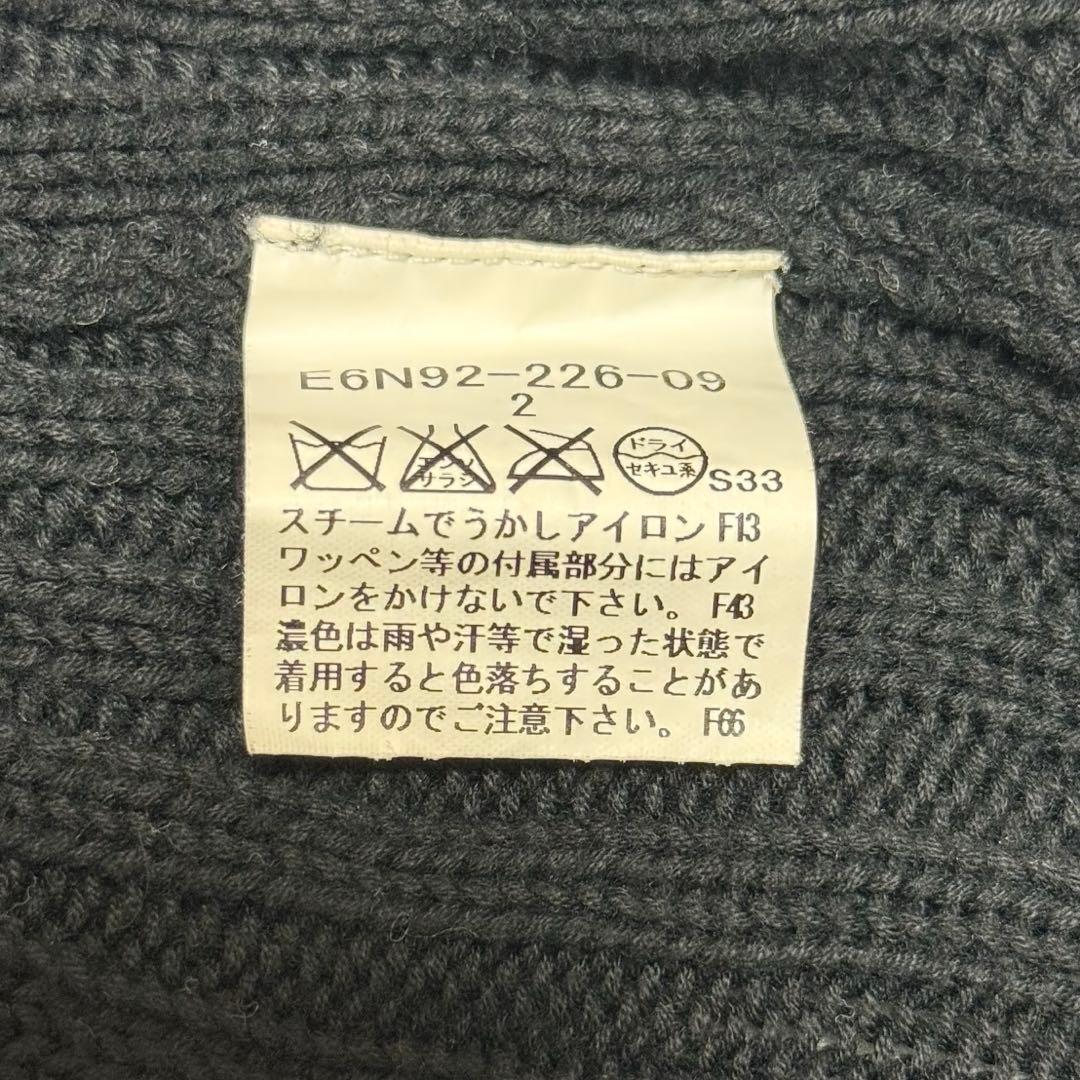 E6N92-226-09
2
エンソ
サラシ
ドライ
セキユ系
S33
スチームでうかしアイロン F13
ワッペン等の付属部分にはアイ
ロンをかけないで下さい。 F43
濃色は雨や汗等で湿った状態で
着用すると色落ちすることがあ
りますのでご注意下さい。 F66